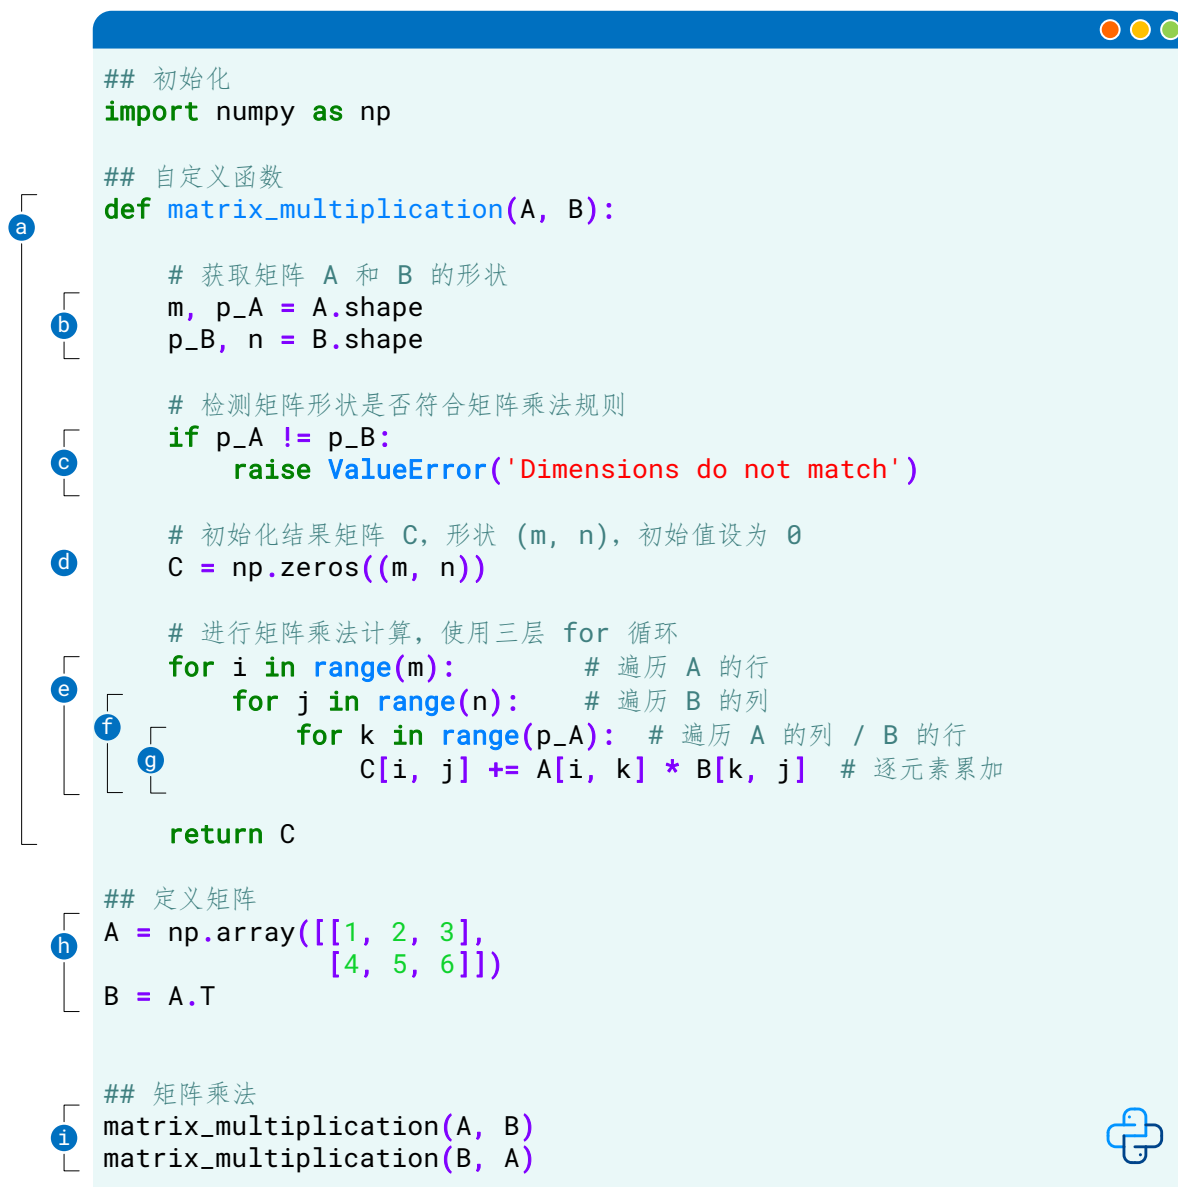 ## 初始化
import numpy as np
## 自定义函数
a
def matrix_multiplication(A, B):
# 获取矩阵 A 和 B 的形状
b
m, p_A = A.shape
p_B, n = B.shape
# 检测矩阵形状是否符合矩阵乘法规则
c
if p_A != p_B:
raise ValueError('Dimensions do not match')
# 初始化结果矩阵 C，形状 (m, n)，初始值设为 0
d
C = np.zeros((m, n))
# 进行矩阵乘法计算，使用三层 for 循环
e
for i in range(m): # 遍历 A 的行
f
for j in range(n): # 遍历 B 的列
g
for k in range(p_A): # 遍历 A 的列 / B 的行
C[i, j] += A[i, k] * B[k, j] # 逐元素累加
return C
## 定义矩阵
h
A = np.array([[1, 2, 3],
[4, 5, 6]])
B = A.T
## 矩阵乘法
i
matrix_multiplication(A, B)
matrix_multiplication(B, A)